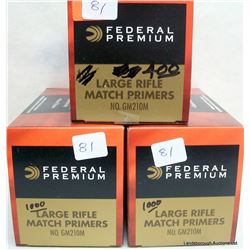 81
FEDERAL
PREMIUM
400
LARGE RIFLE
MATCH PRIMERS
NO. GM210M
81
FEDERAL
PREMIUM
1000
LARGE RIFLE
MATCH PRIMERS
NO. GM210M
81
FEDERAL
PREMIUM
1000
LARGE RIFLE
MATCH PRIMERS
NO. GM210M
Landsborough Auctions